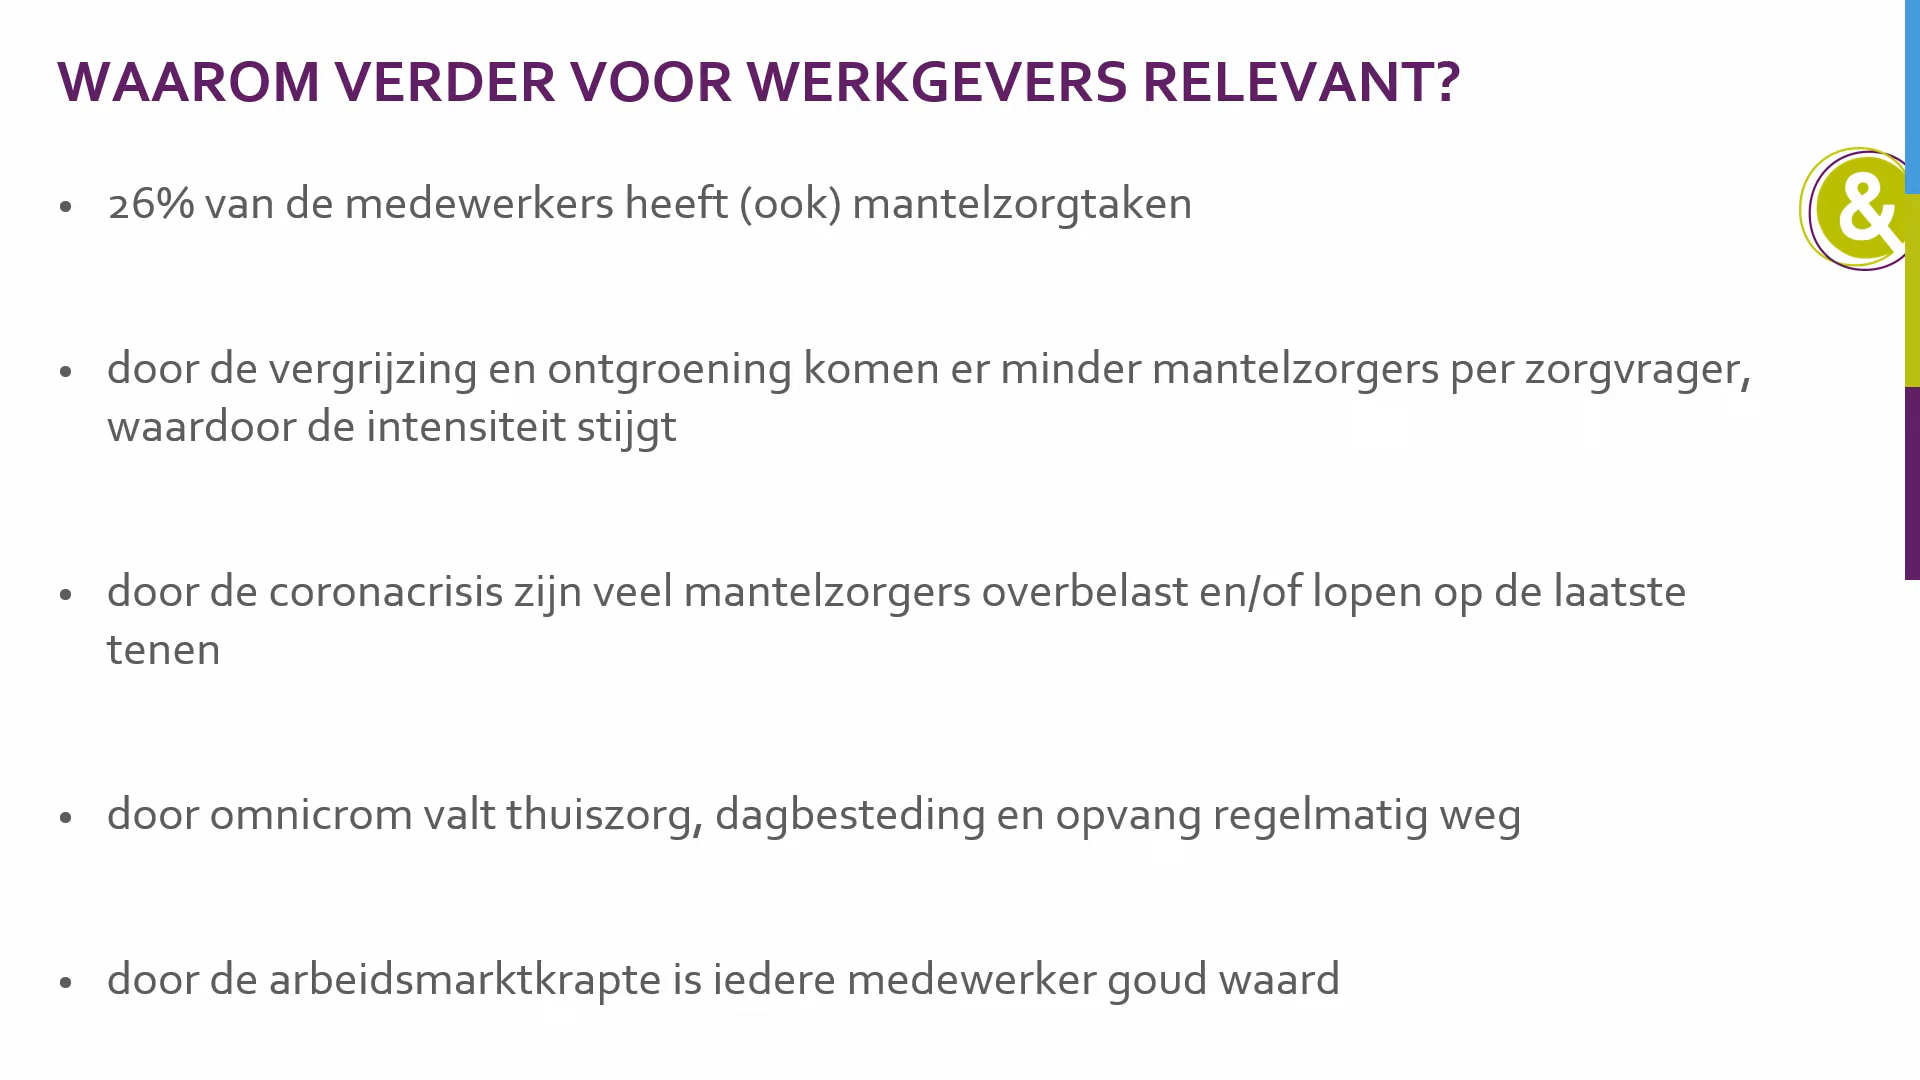 WAAROM VERDER VOOR WERKGEVERS RELEVANT?
• 26% van de medewerkers heeft (ook) mantelzorgtaken
&
• door de vergrijzing en ontgroening komen er minder mantelzorgers per zorgvrager,
waardoor de intensiteit stijgt
• door de coronacrisis zijn veel mantelzorgers overbelast en/of lopen op de laatste
tenen
• door omnicrom valt thuiszorg, dagbesteding en opvang regelmatig weg
• door de arbeidsmarktkrapte is iedere medewerker goud waard